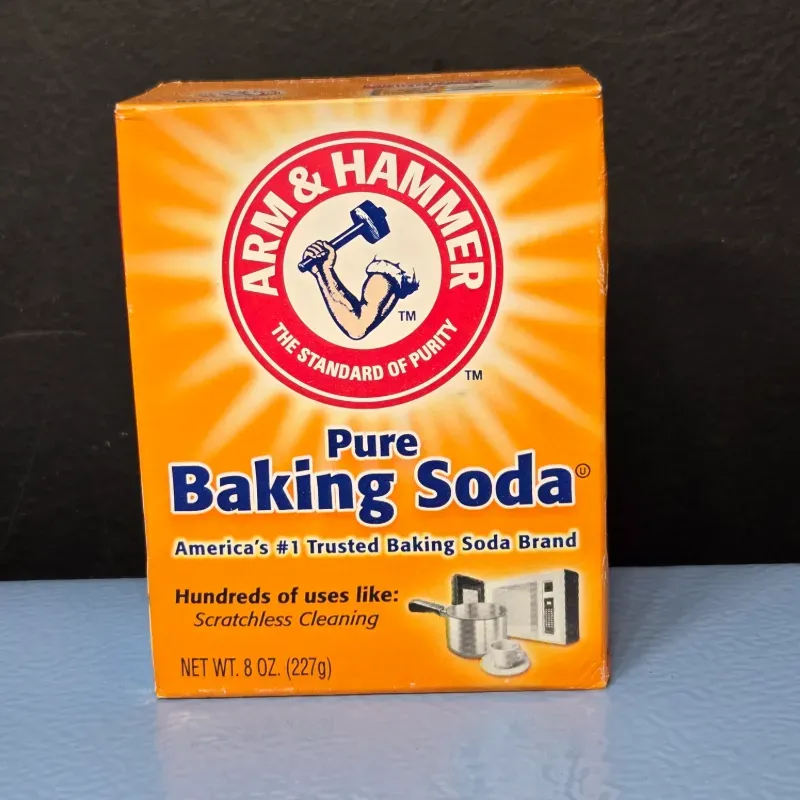 ARM & HAMMER
TM
THE STANDARD OF PURITY
TM
Pure
Baking Soda U
America's #1 Trusted Baking Soda Brand
Hundreds of uses like:
Scratchless Cleaning
NET WT. 8 OZ. (227g)